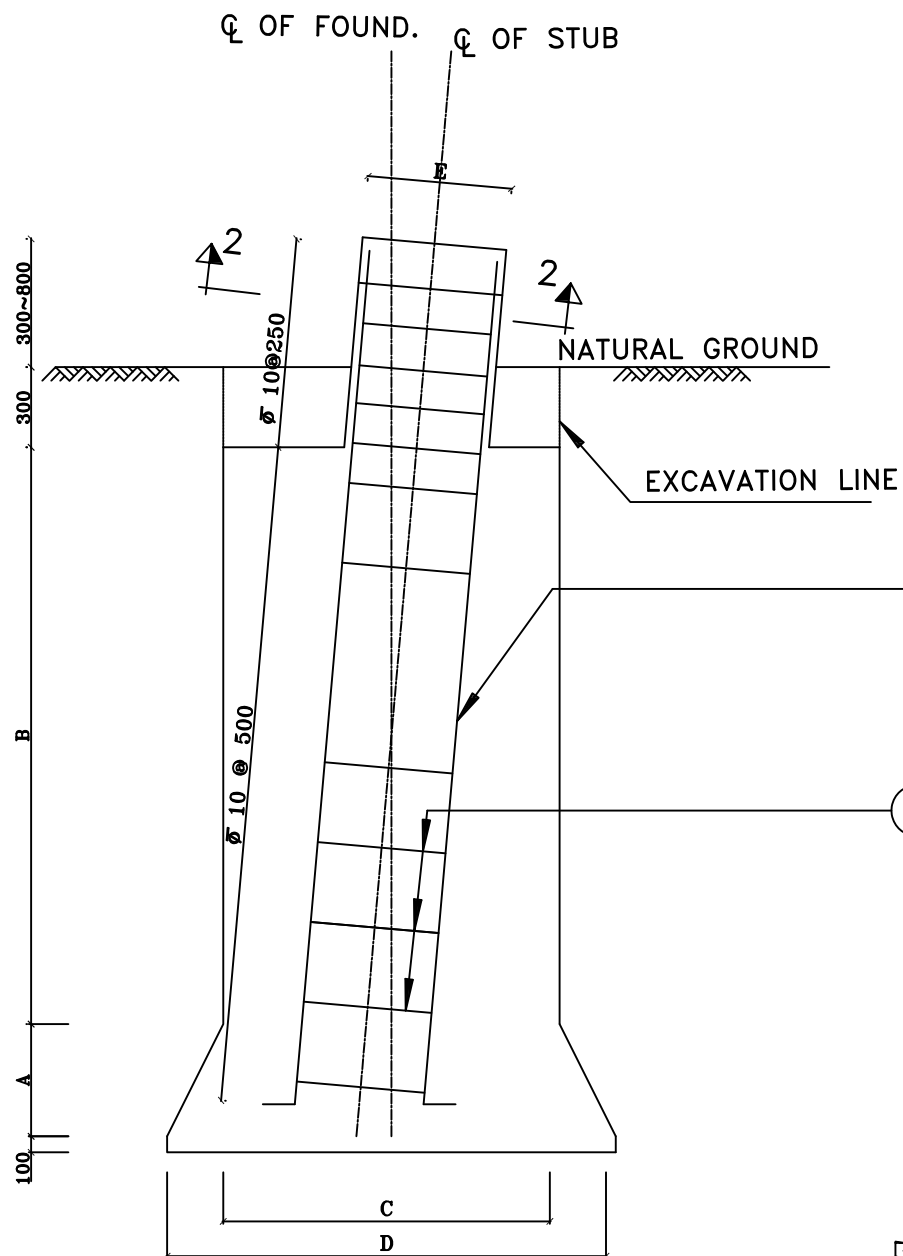 ℄ OF FOUND.
℄ OF STUB
E
2
2
300~800
ϕ 10@250
NATURAL GROUND
300
EXCAVATION LINE
B
ϕ 10 @ 500
A
100
C
D